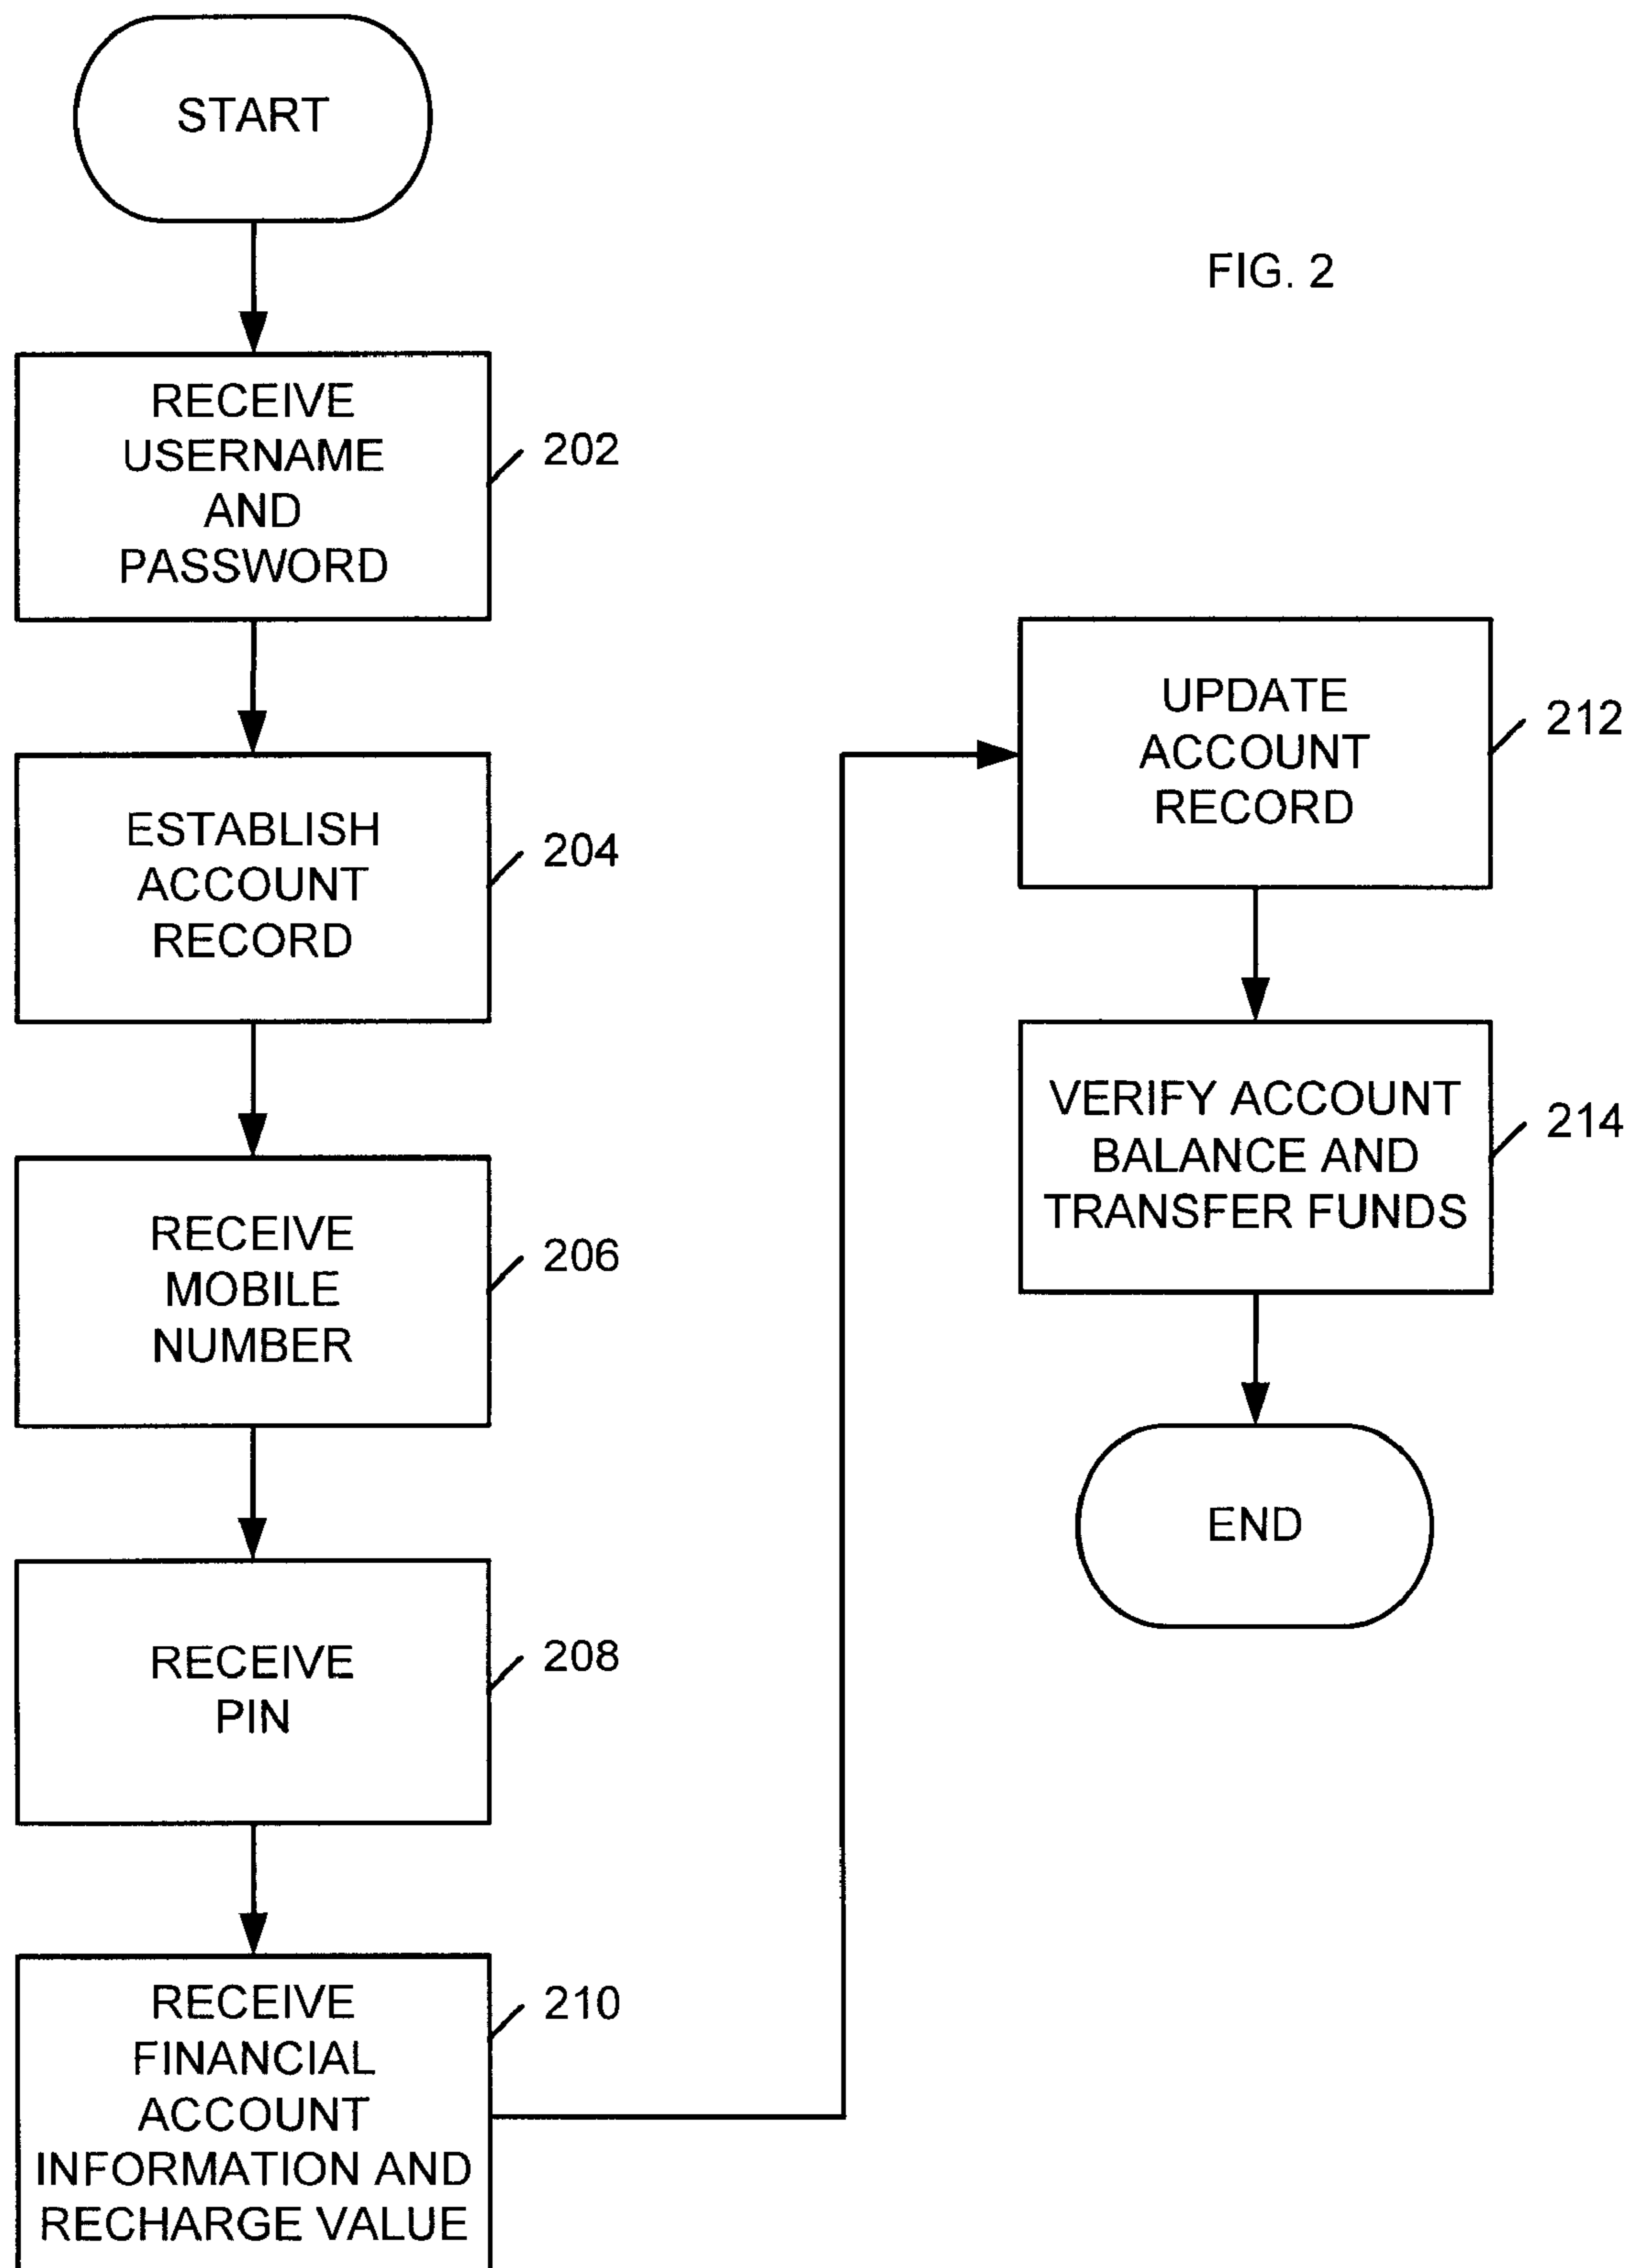 START
RECEIVE
USERNAME
AND
PASSWORD
202
ESTABLISH
ACCOUNT
RECORD
204
RECEIVE
MOBILE
NUMBER
206
RECEIVE
PIN
208
RECEIVE
FINANCIAL
ACCOUNT
INFORMATION AND
RECHARGE VALUE
210
FIG. 2
UPDATE
ACCOUNT
RECORD
212
VERIFY ACCOUNT
BALANCE AND
TRANSFER FUNDS
214
END